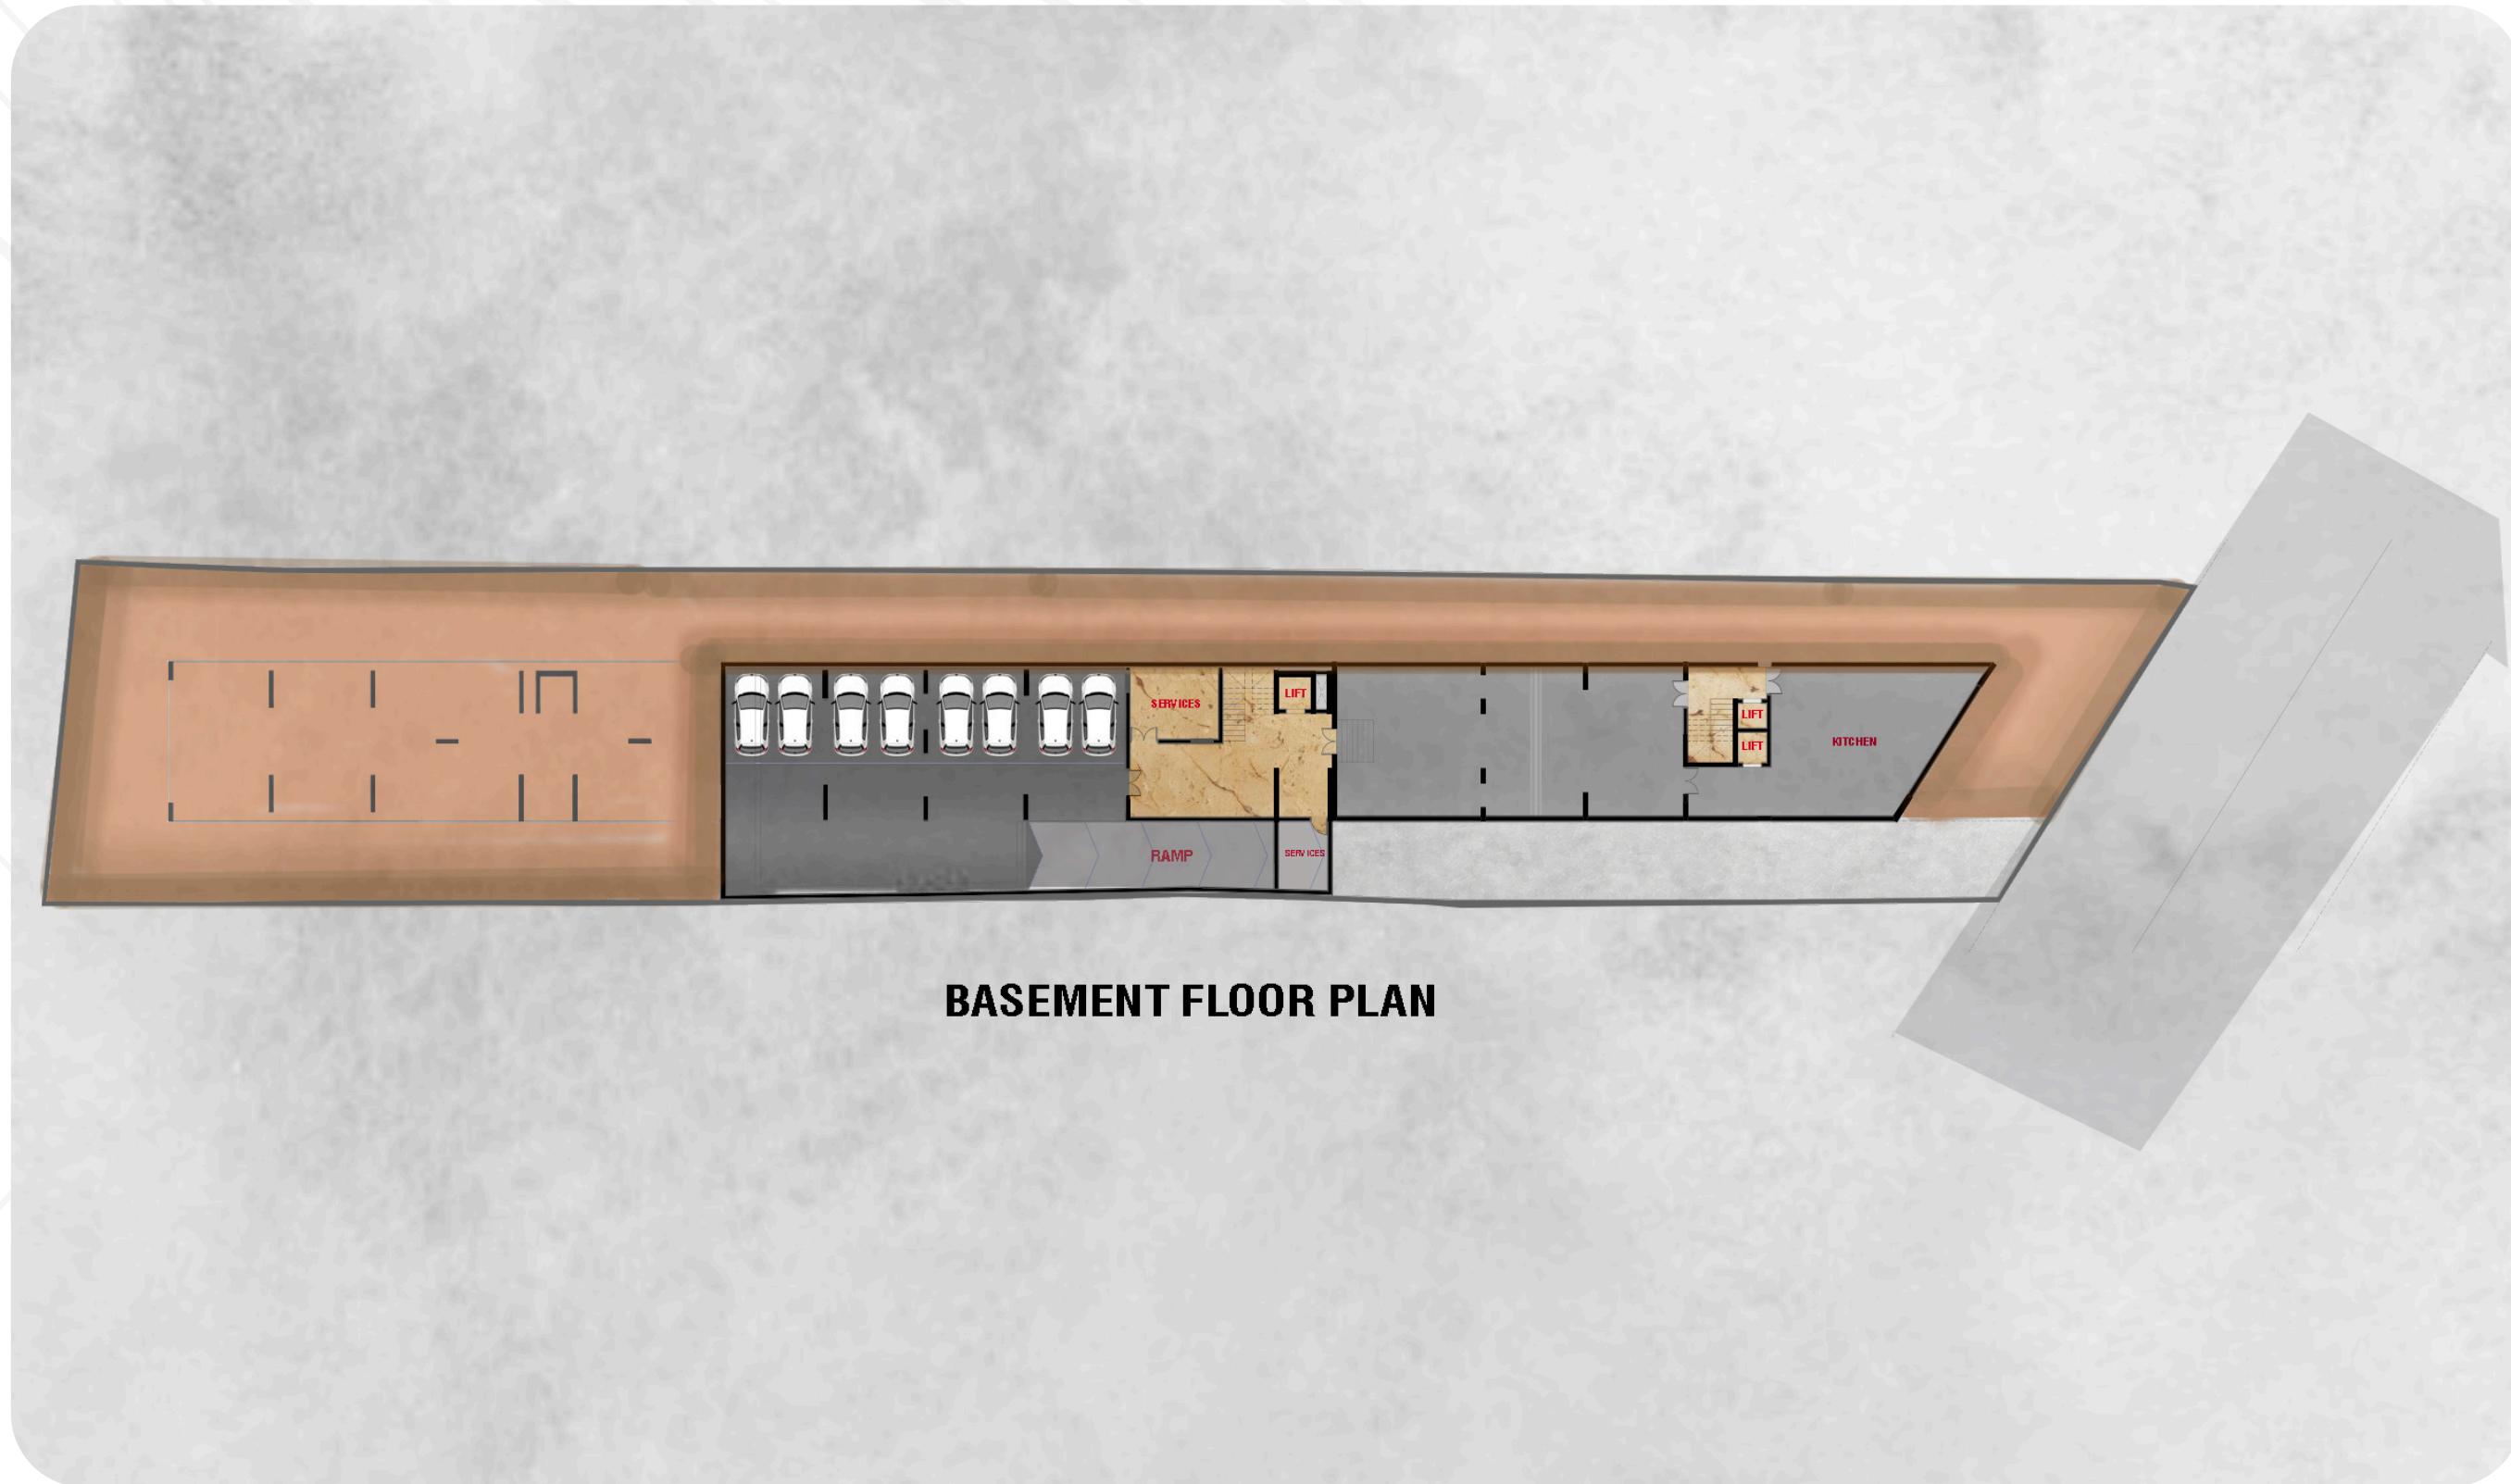 SERVICES
LIFT
LIFT
LIFT
KITCHEN
RAMP
SERVICES
BASEMENT FLOOR PLAN